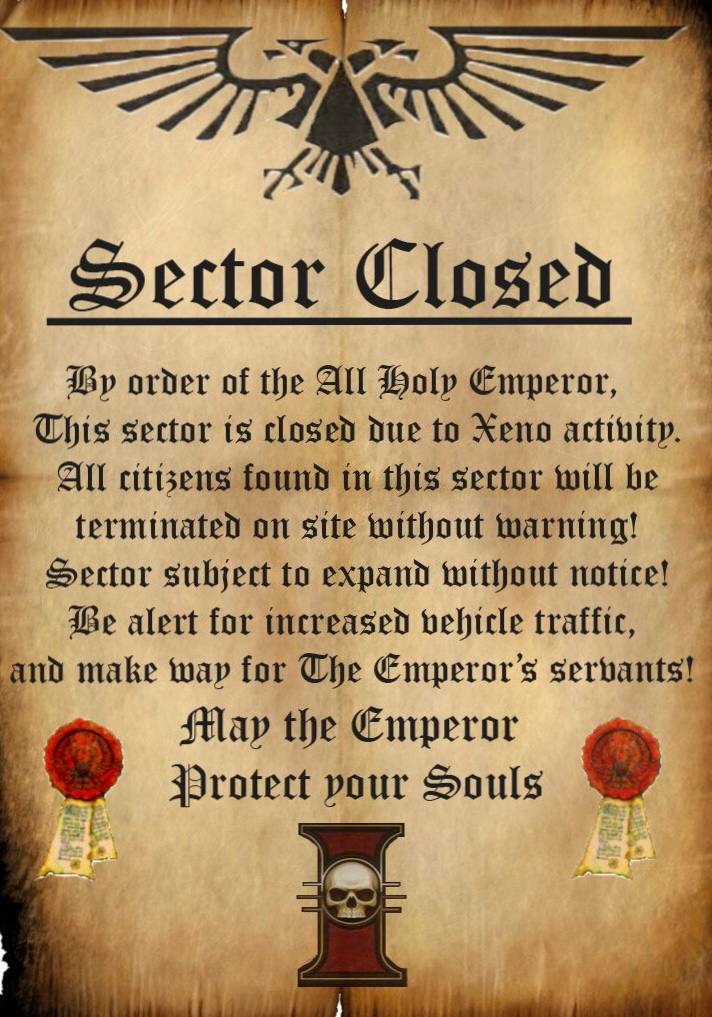 Sector Closed
By order of the All Holy Emperor,
This sector is closed due to Xeno activity.
All citizens found in this sector will be
terminated on site without warning!
Sector subject to expand without notice!
Be alert for increased vehicle traffic,
and make way for The Emperor's servants!
May the Emperor
Protect your Souls